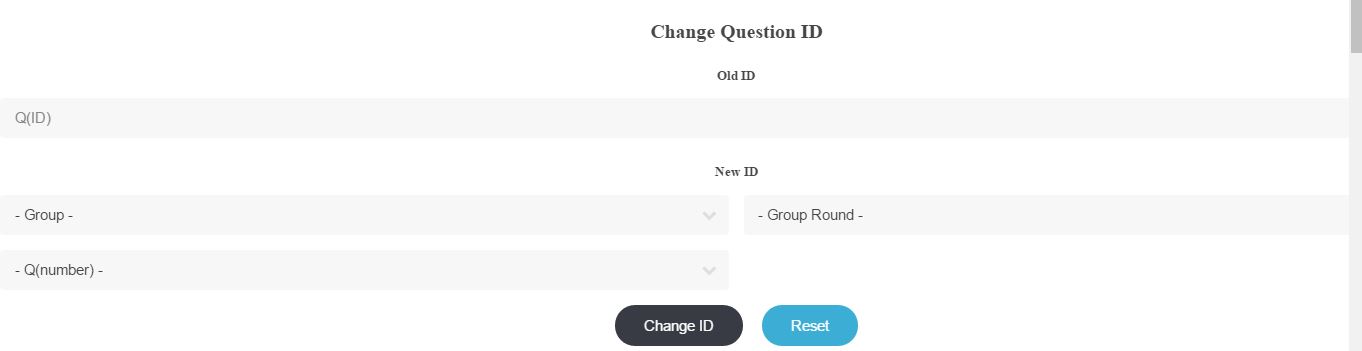 Change Question ID
Old ID
Q(ID)
New ID
- Group -
- Group Round -
- Q(number) -
Change ID
Reset